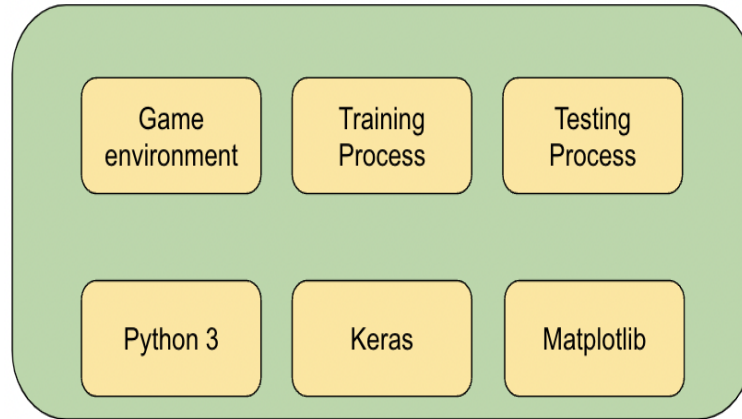 Game
environment
Training
Process
Testing
Process
Python 3
Keras
Matplotlib